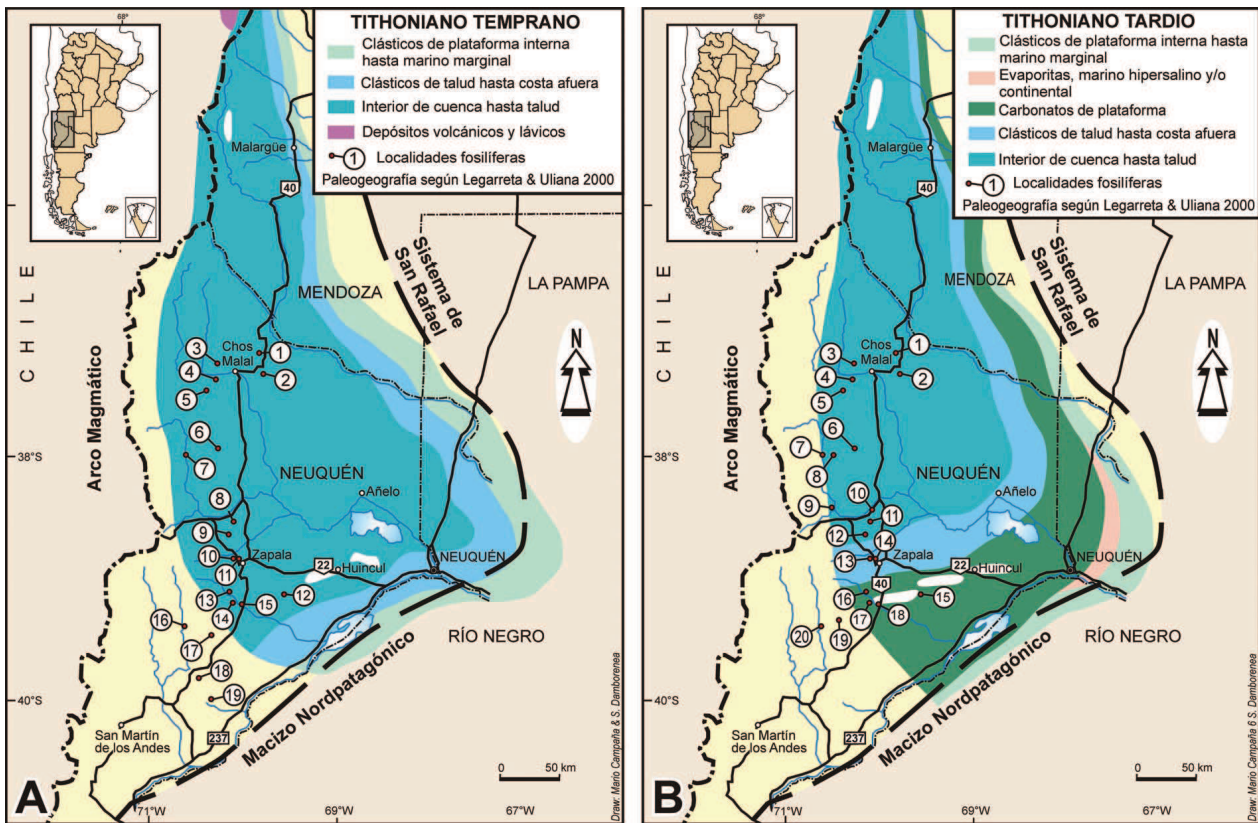 68°
TITHONIANO TEMPRANO
Clásticos de plataforma interna
hasta marino marginal
Clásticos de talud hasta costa afuera
Interior de cuenca hasta talud
Depósitos volcánicos y lávicos
1 Localidades fosilíferas
Paleogeografía según Legarreta & Uliana 2000
Malargüe
40
CHILE
Sistema de
San Rafael
LA PAMPA
MENDOZA
N
3
Chos
Malal
1
4
2
5
Arco Magmático
6
38°S
7
NEUQUÉN
8
Añelo
9
10
Zapala
11
22
Huincul
NEUQUÉN
13
12
14
15
16
17
RÍO NEGRO
18
19
Macizo Nordpatagónico
40°S
San Martín
de los Andes
237
0 50 km
A
71°W
69°W
67°W
Draw: Mario Campaña & S. Damborenea
68°
TITHONIANO TARDIO
Clásticos de plataforma interna hasta
marino marginal
Evaporitas, marino hipersalino y/o
continental
Carbonatos de plataforma
Clásticos de talud hasta costa afuera
Interior de cuenca hasta talud
1 Localidades fosilíferas
Paleogeografía según Legarreta & Uliana 2000
Malargüe
40
CHILE
Sistema de
San Rafael
LA PAMPA
MENDOZA
N
3
Chos
Malal
1
4
2
5
Arco Magmático
6
7
38°S
8
NEUQUÉN
10
Añelo
9
11
12
14
13
Zapala
22
Huincul
NEUQUÉN
40
16
15
17
18
20
19
RÍO NEGRO
Macizo Nordpatagónico
40°S
San Martín
de los Andes
237
0 50 km
B
71°W
69°W
67°W
Draw: Mario Campaña 6 S. Damborenea